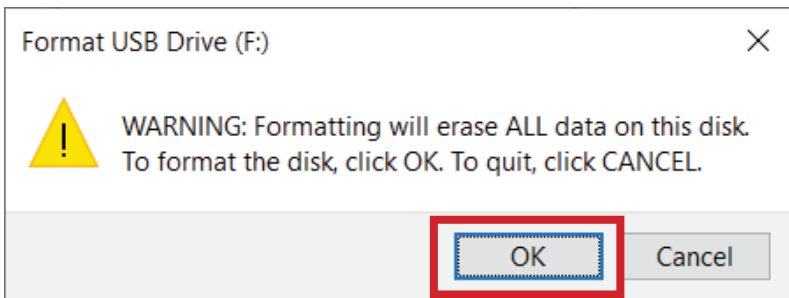 Format USB Drive (F:)
!
WARNING: Formatting will erase ALL data on this disk.
To format the disk, click OK. To quit, click CANCEL.
OK Cancel